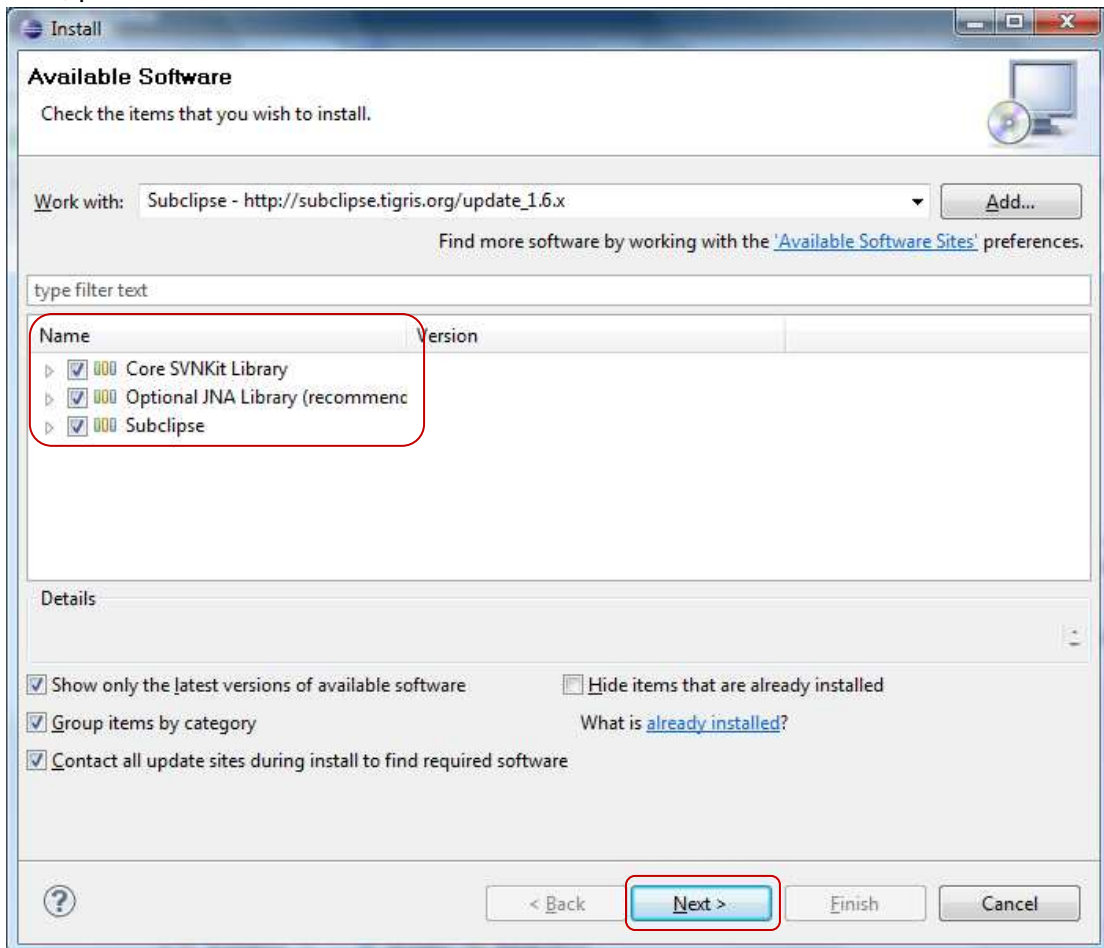 Install
Available Software
Check the items that you wish to install.
Work with: Subclipse - http://subclipse.tigris.org/update_1.6.x Add...
Find more software by working with the 'Available Software Sites' preferences.
type filter text
Name Version
Core SVNKit Library
Optional JNA Library (recommenc
Subclipse
Details
Show only the latest versions of available software Hide items that are already installed
Group items by category What is already installed?
Contact all update sites during install to find required software
? < Back Next > Finish Cancel